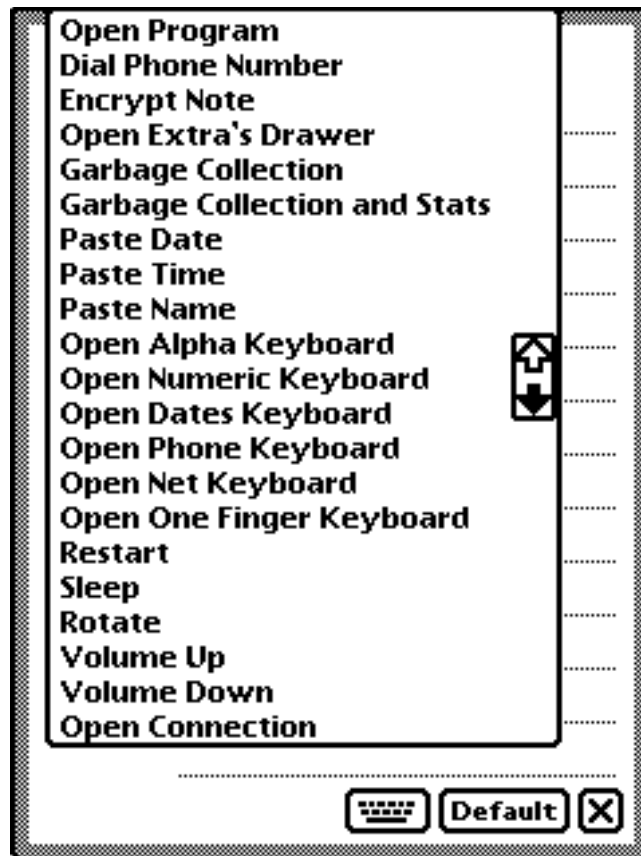 Open Program
Dial Phone Number
Encrypt Note
Open Extra's Drawer
Garbage Collection
Garbage Collection and Stats
Paste Date
Paste Time
Paste Name
Open Alpha Keyboard
Open Numeric Keyboard
Open Dates Keyboard
Open Phone Keyboard
Open Net Keyboard
Open One Finger Keyboard
Restart
Sleep
Rotate
Volume Up
Volume Down
Open Connection
Default